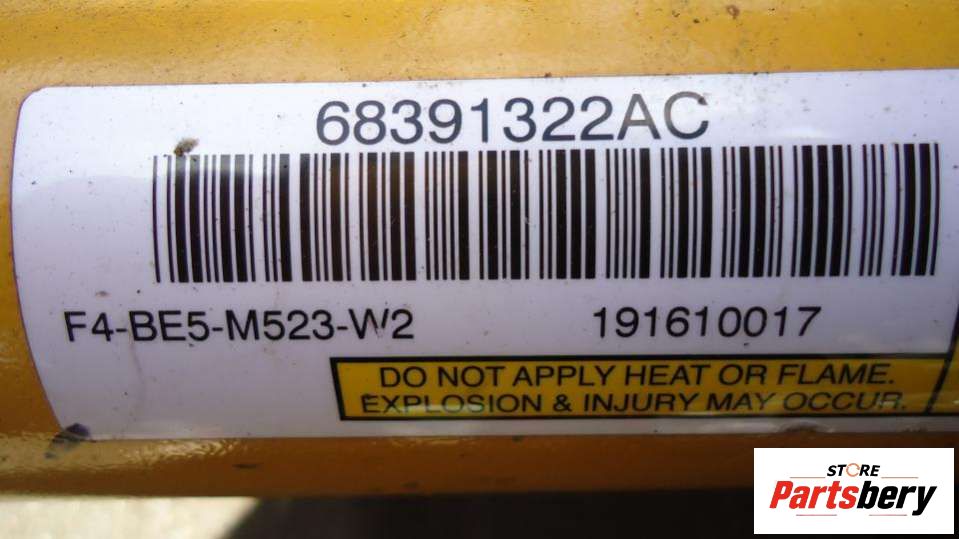 68391322AC
F4-BE5-M523-W2
191610017
DO NOT APPLY HEAT OR FLAME.
EXPLOSION & INJURY MAY OCCUR.
STORE
Partsbery